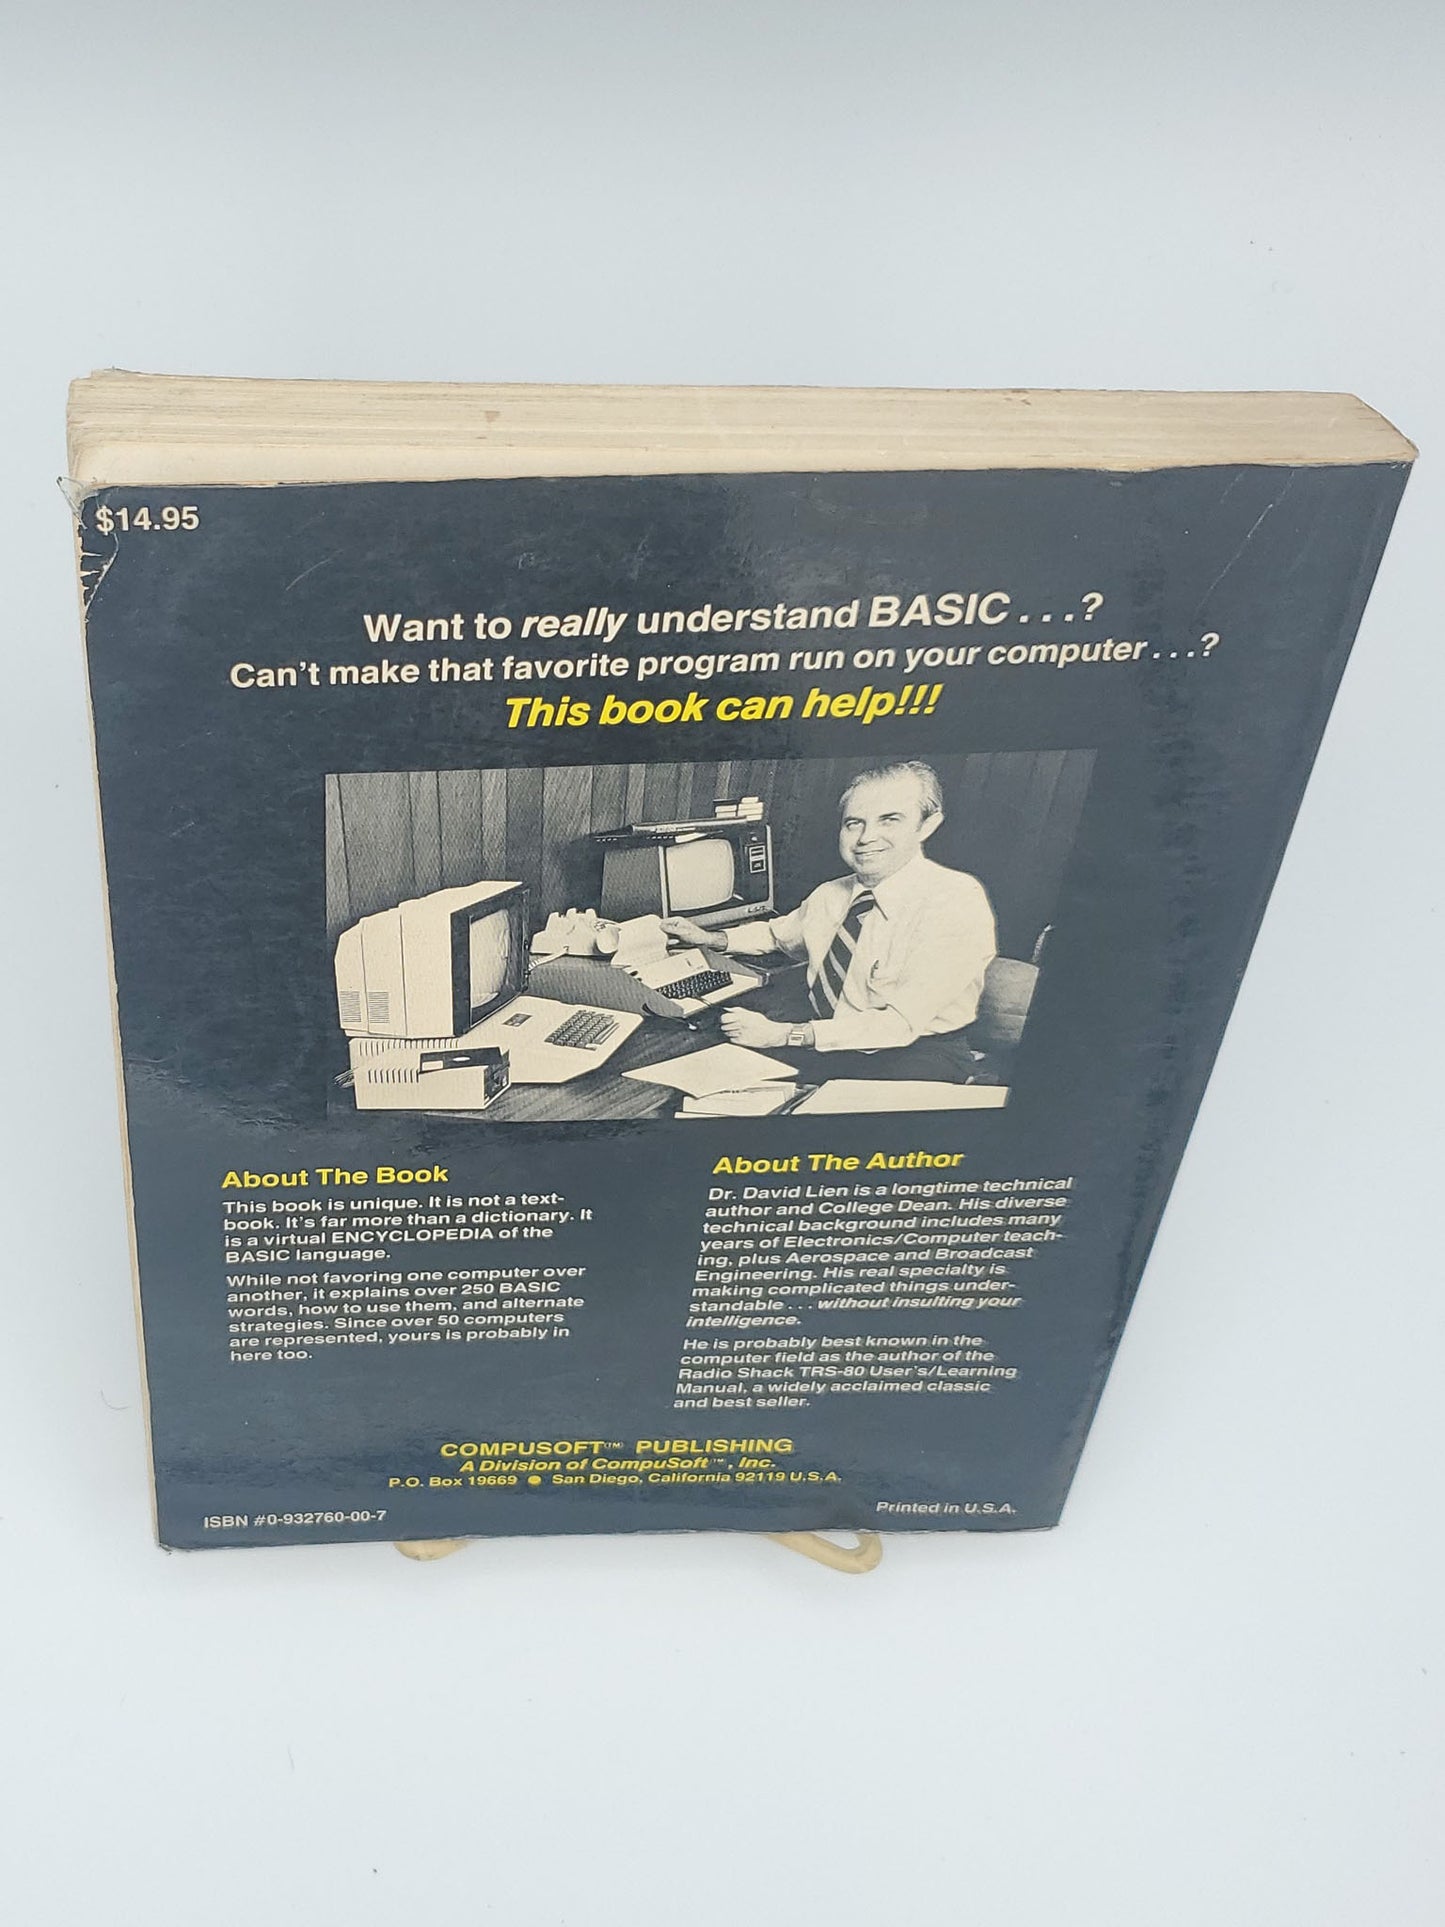 $14.95
Want to really understand BASIC . . . ?
Can't make that favorite program run on your computer . . . ?
This book can help!!!
About The Book
This book is unique. It is not a text-
book. It's far more than a dictionary. It
is a virtual ENCYCLOPEDIA of the
BASIC language.
While not favoring one computer over
another, it explains over 250 BASIC
words, how to use them, and alternate
strategies. Since over 50 computers
are represented, yours is probably in
here too.
About The Author
Dr. David Lien is a longtime technical
author and College Dean. His diverse
technical background includes many
years of Electronics/Computer teach-
ing, plus Aerospace and Broadcast
Engineering. His real specialty is
making complicated things under-
standable . . . without insulting your
intelligence.
He is probably best known in the
computer field as the author of the
Radio Shack TRS-80 User's/Learning
Manual, a widely acclaimed classic
and best seller.
COMPUSOFT™ PUBLISHING
A Division of CompuSoft™, Inc.
P.O. Box 19669 ● San Diego, California 92119 U.S.A.
ISBN #0-932760-00-7
Printed in U.S.A.